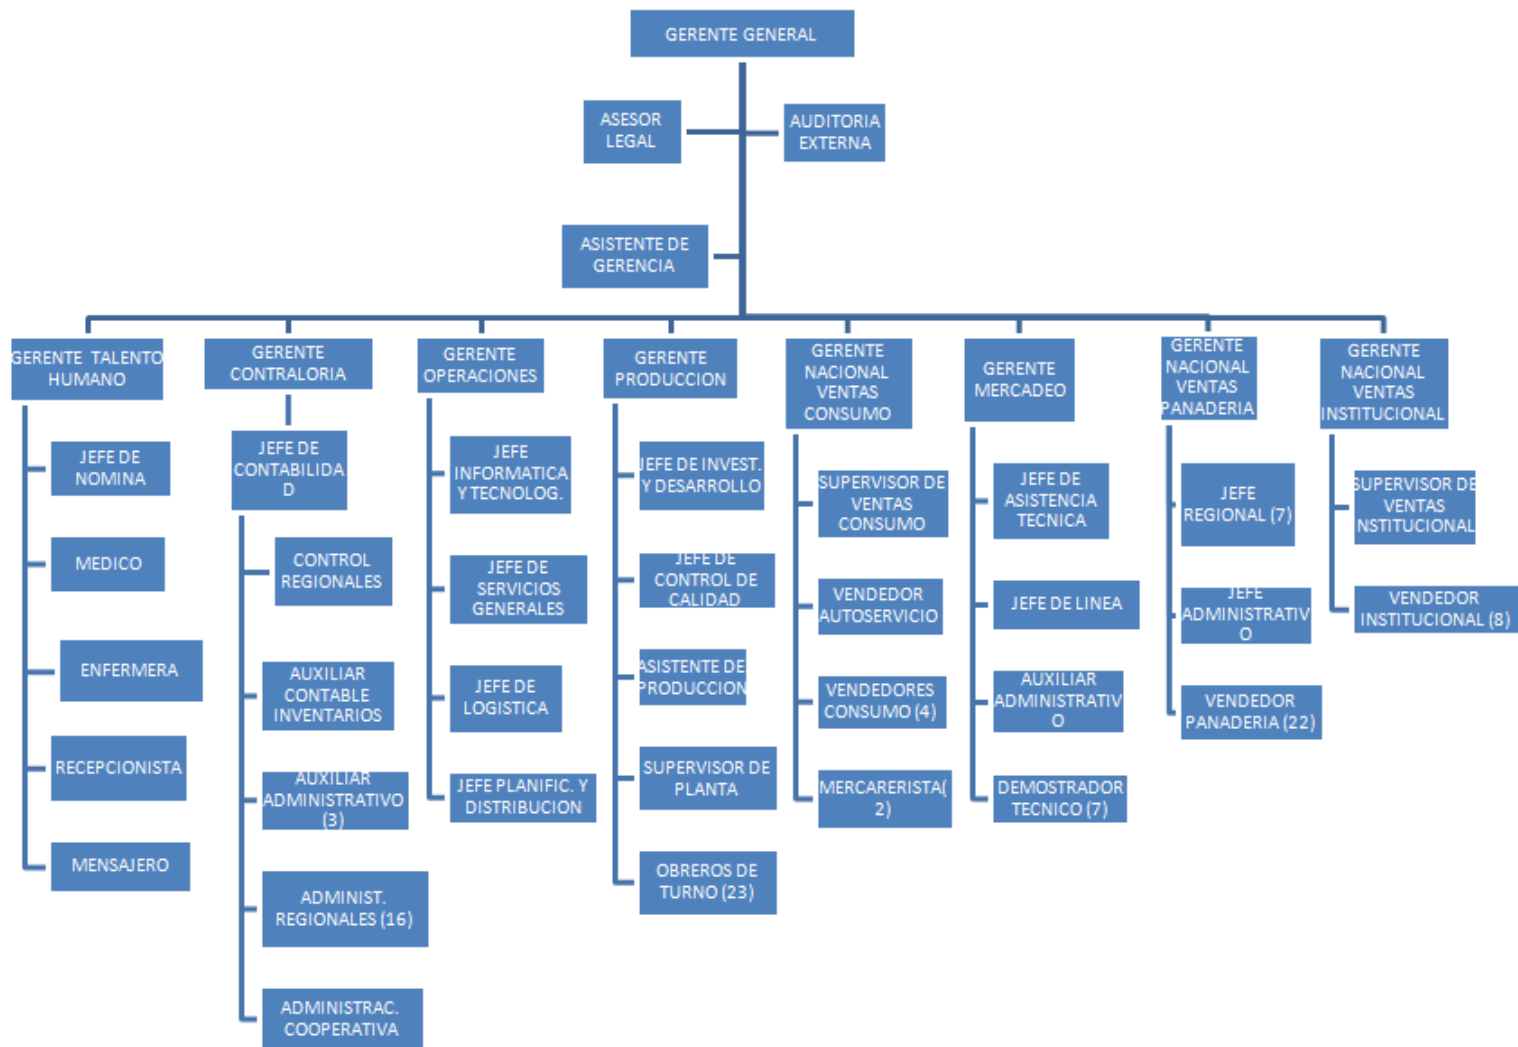 GERENTE GENERAL
ASESOR
LEGAL
AUDITORIA
EXTERNA
ASISTENTE DE
GERENCIA
GERENTE TALENTO
HUMANO
JEFE DE
NOMINA
MEDICO
ENFERMERA
RECEPCIONISTA
MENSAJERO
GERENTE
CONTRALORIA
JEFE DE
CONTABILIDA
D
CONTROL
REGIONALES
AUXILIAR
CONTABLE
INVENTARIOS
AUXILIAR
ADMINISTRATIVO
(3)
ADMINIST.
REGIONALES (16)
ADMINISTRAC.
COOPERATIVA
GERENTE
OPERACIONES
JEFE
INFORMATICA
Y TECNOLOG.
JEFE DE
SERVICIOS
GENERALES
JEFE DE
LOGISTICA
JEFE PLANIFIC. Y
DISTRIBUCION
GERENTE
PRODUCCION
JEFE DE INVEST.
Y DESARROLLO
JEFE DE
CONTROL DE
CALIDAD
ASISTENTE DE
PRODUCCION
SUPERVISOR DE
PLANTA
OBREROS DE
TURNO (23)
GERENTE
NACIONAL
VENTAS
CONSUMO
SUPERVISOR DE
VENTAS
CONSUMO
VENDEDOR
AUTOSERVICIO
VENDEDORES
CONSUMO (4)
MERCARERISTA(
2)
GERENTE
MERCADEO
JEFE DE
ASISTENCIA
TECNICA
JEFE DE LINEA
AUXILIAR
ADMINISTRATIV
O
DEMOSTRADOR
TECNICO (7)
GERENTE
NACIONAL
VENTAS
PANADERIA
JEFE
REGIONAL (7)
JEFE
ADMINISTRATIV
O
VENDEDOR
PANADERIA (22)
GERENTE
NACIONAL
VENTAS
INSTITUCIONAL
SUPERVISOR DE
VENTAS
NSTITUCIONAL
VENDEDOR
INSTITUCIONAL (8)